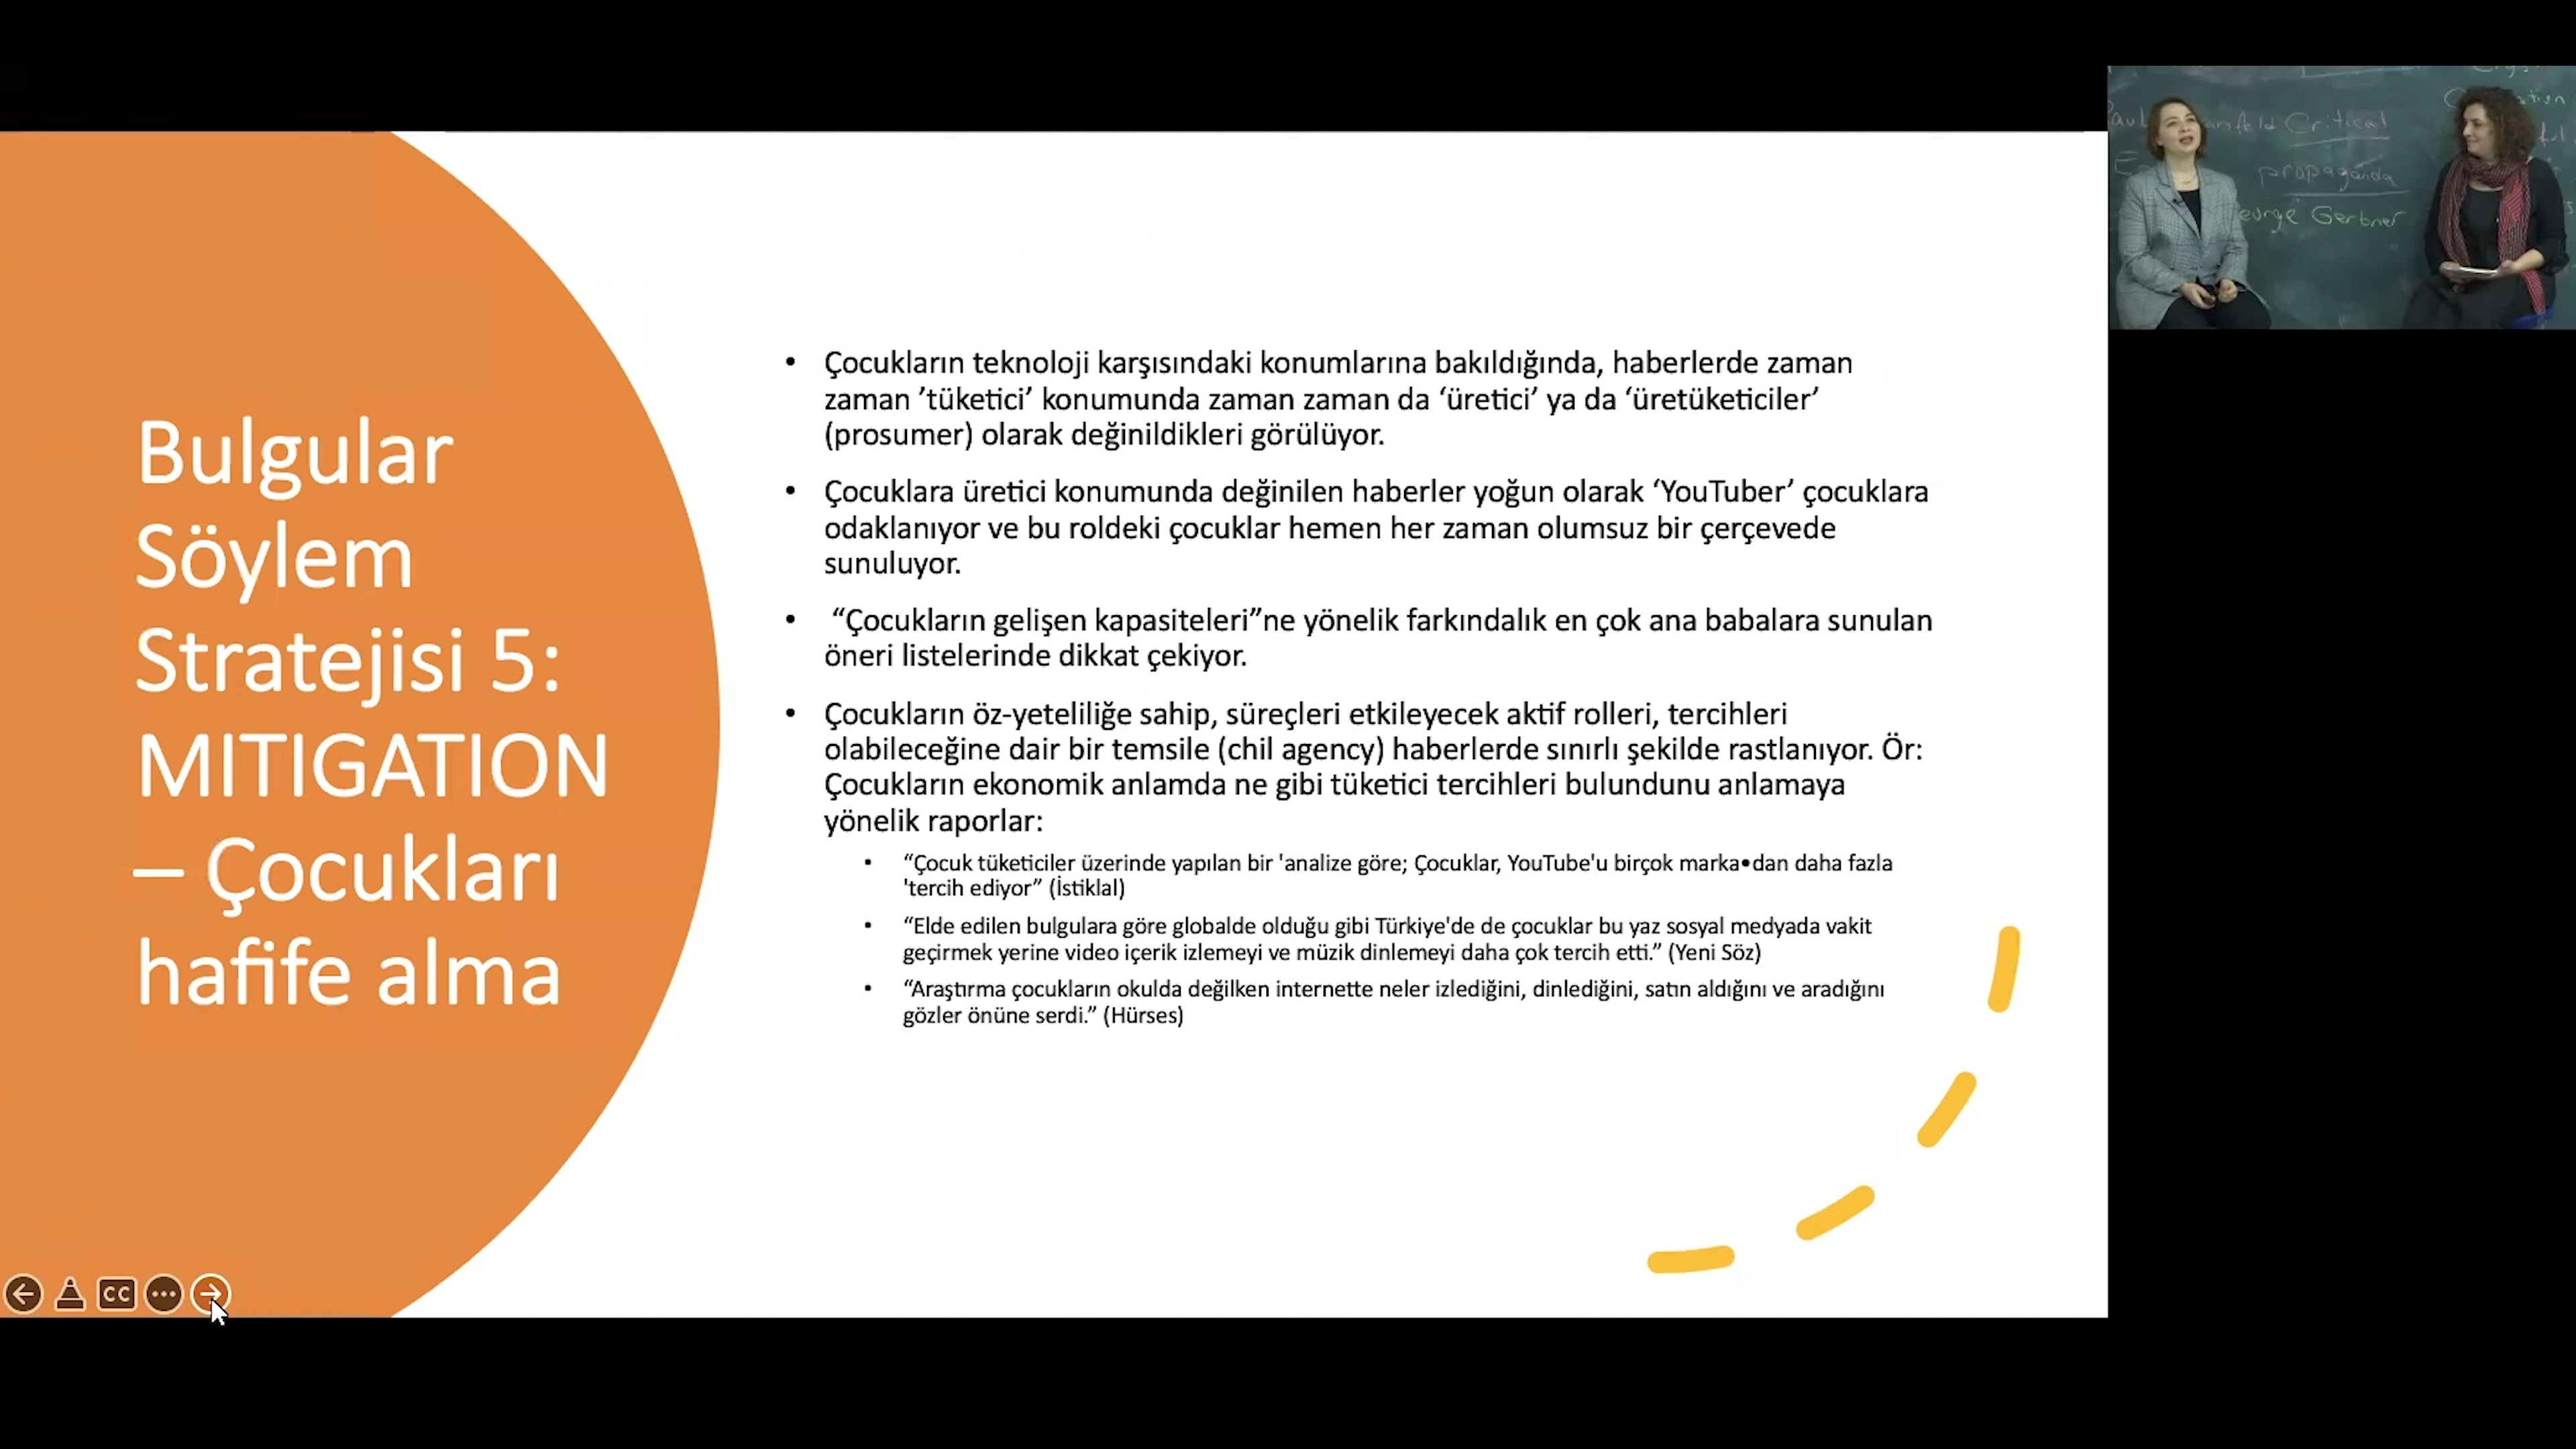 Bulgular
Söylem
Stratejisi 5:
MITIGATION
– Çocukları
hafife alma
• Çocukların teknoloji karşısındaki konumlarına bakıldığında, haberlerde zaman
zaman ’tüketici’ konumunda zaman zaman da ‘üretici’ ya da ‘üretüketiciler’
(prosumer) olarak değinildikleri görülüyor.
• Çocuklara üretici konumunda değinilen haberler yoğun olarak ‘YouTuber’ çocuklara
odaklanıyor ve bu roldeki çocuklar hemen her zaman olumsuz bir çerçevede
sunuluyor.
• “Çocukların gelişen kapasiteleri”ne yönelik farkındalık en çok ana babalara sunulan
öneri listelerinde dikkat çekiyor.
• Çocukların öz-yeteliliğe sahip, süreçleri etkileyecek aktif rolleri, tercihleri
olabileceğine dair bir temsile (chil agency) haberlerde sınırlı şekilde rastlanıyor. Ör:
Çocukların ekonomik anlamda ne gibi tüketici tercihleri bulundunu anlamaya
yönelik raporlar:
• “Çocuk tüketiciler üzerinde yapılan bir 'analize göre; Çocuklar, YouTube'u birçok marka•dan daha fazla
'tercih ediyor” (İstiklal)
• “Elde edilen bulgulara göre globalde olduğu gibi Türkiye'de de çocuklar bu yaz sosyal medyada vakit
geçirmek yerine video içerik izlemeyi ve müzik dinlemeyi daha çok tercih etti.” (Yeni Söz)
• “Araştırma çocukların okulda değilken internette neler izlediğini, dinlediğini, satın aldığını ve aradığını
gözler önüne serdi.” (Hürses)
CC
Critical
propaganda
Gerbner